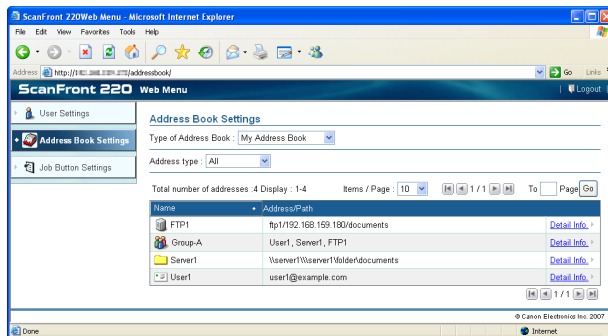 ScanFront 220Web Menu - Microsoft Internet Explorer
File Edit View Favorites Tools Help
Address http://1 /addressbook/ Go Links
ScanFront 220 Web Menu Logout
User Settings
Address Book Settings
Job Button Settings
Address Book Settings
Type of Address Book : My Address Book
Address type : All
Total number of addresses :4 Display : 1-4 Items / Page : 10 1 / 1 To Page Go
Name Address/Path
FTP1 ftp1/192.168.159.180/documents Detail Info.
Group-A User1 , Server1 , FTP1 Detail Info.
Server1 \\server1\\\server1\folder\documents Detail Info.
User1 user1@example.com Detail Info.
1 / 1
© Canon Electronics Inc. 2007
Done Internet